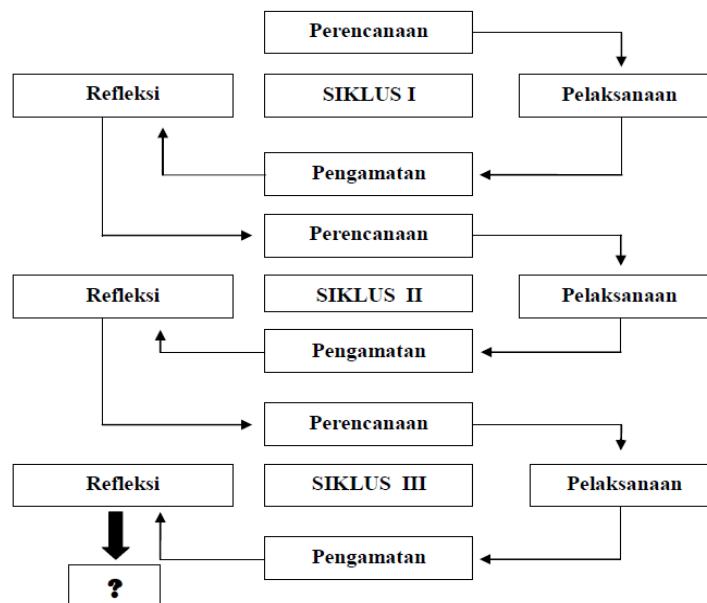 Perencanaan
Refleksi
SIKLUS I
Pelaksanaan
Pengamatan
Perencanaan
Refleksi
SIKLUS II
Pelaksanaan
Pengamatan
Perencanaan
Refleksi
SIKLUS III
Pelaksanaan
Pengamatan
?